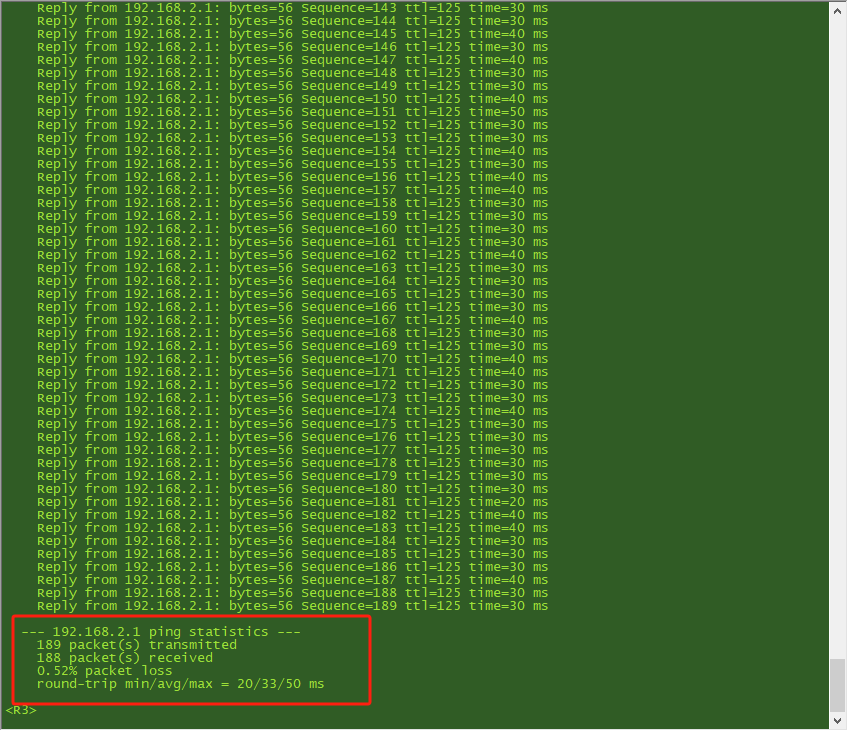 Reply from 192.168.2.1: bytes=56 Sequence=143 ttl=125 time=30 ms
Reply from 192.168.2.1: bytes=56 Sequence=144 ttl=125 time=30 ms
Reply from 192.168.2.1: bytes=56 Sequence=145 ttl=125 time=40 ms
Reply from 192.168.2.1: bytes=56 Sequence=146 ttl=125 time=30 ms
Reply from 192.168.2.1: bytes=56 Sequence=147 ttl=125 time=40 ms
Reply from 192.168.2.1: bytes=56 Sequence=148 ttl=125 time=30 ms
Reply from 192.168.2.1: bytes=56 Sequence=149 ttl=125 time=30 ms
Reply from 192.168.2.1: bytes=56 Sequence=150 ttl=125 time=40 ms
Reply from 192.168.2.1: bytes=56 Sequence=151 ttl=125 time=50 ms
Reply from 192.168.2.1: bytes=56 Sequence=152 ttl=125 time=30 ms
Reply from 192.168.2.1: bytes=56 Sequence=153 ttl=125 time=30 ms
Reply from 192.168.2.1: bytes=56 Sequence=154 ttl=125 time=40 ms
Reply from 192.168.2.1: bytes=56 Sequence=155 ttl=125 time=30 ms
Reply from 192.168.2.1: bytes=56 Sequence=156 ttl=125 time=40 ms
Reply from 192.168.2.1: bytes=56 Sequence=157 ttl=125 time=40 ms
Reply from 192.168.2.1: bytes=56 Sequence=158 ttl=125 time=30 ms
Reply from 192.168.2.1: bytes=56 Sequence=159 ttl=125 time=30 ms
Reply from 192.168.2.1: bytes=56 Sequence=160 ttl=125 time=30 ms
Reply from 192.168.2.1: bytes=56 Sequence=161 ttl=125 time=30 ms
Reply from 192.168.2.1: bytes=56 Sequence=162 ttl=125 time=40 ms
Reply from 192.168.2.1: bytes=56 Sequence=163 ttl=125 time=30 ms
Reply from 192.168.2.1: bytes=56 Sequence=164 ttl=125 time=30 ms
Reply from 192.168.2.1: bytes=56 Sequence=165 ttl=125 time=30 ms
Reply from 192.168.2.1: bytes=56 Sequence=166 ttl=125 time=30 ms
Reply from 192.168.2.1: bytes=56 Sequence=167 ttl=125 time=40 ms
Reply from 192.168.2.1: bytes=56 Sequence=168 ttl=125 time=30 ms
Reply from 192.168.2.1: bytes=56 Sequence=169 ttl=125 time=30 ms
Reply from 192.168.2.1: bytes=56 Sequence=170 ttl=125 time=40 ms
Reply from 192.168.2.1: bytes=56 Sequence=171 ttl=125 time=40 ms
Reply from 192.168.2.1: bytes=56 Sequence=172 ttl=125 time=30 ms
Reply from 192.168.2.1: bytes=56 Sequence=173 ttl=125 time=30 ms
Reply from 192.168.2.1: bytes=56 Sequence=174 ttl=125 time=40 ms
Reply from 192.168.2.1: bytes=56 Sequence=175 ttl=125 time=30 ms
Reply from 192.168.2.1: bytes=56 Sequence=176 ttl=125 time=30 ms
Reply from 192.168.2.1: bytes=56 Sequence=177 ttl=125 time=30 ms
Reply from 192.168.2.1: bytes=56 Sequence=178 ttl=125 time=30 ms
Reply from 192.168.2.1: bytes=56 Sequence=179 ttl=125 time=30 ms
Reply from 192.168.2.1: bytes=56 Sequence=180 ttl=125 time=30 ms
Reply from 192.168.2.1: bytes=56 Sequence=181 ttl=125 time=20 ms
Reply from 192.168.2.1: bytes=56 Sequence=182 ttl=125 time=40 ms
Reply from 192.168.2.1: bytes=56 Sequence=183 ttl=125 time=40 ms
Reply from 192.168.2.1: bytes=56 Sequence=184 ttl=125 time=30 ms
Reply from 192.168.2.1: bytes=56 Sequence=185 ttl=125 time=30 ms
Reply from 192.168.2.1: bytes=56 Sequence=186 ttl=125 time=30 ms
Reply from 192.168.2.1: bytes=56 Sequence=187 ttl=125 time=40 ms
Reply from 192.168.2.1: bytes=56 Sequence=188 ttl=125 time=30 ms
Reply from 192.168.2.1: bytes=56 Sequence=189 ttl=125 time=30 ms
--- 192.168.2.1 ping statistics ---
189 packet(s) transmitted
188 packet(s) received
0.52% packet loss
round-trip min/avg/max = 20/33/50 ms
<R3>